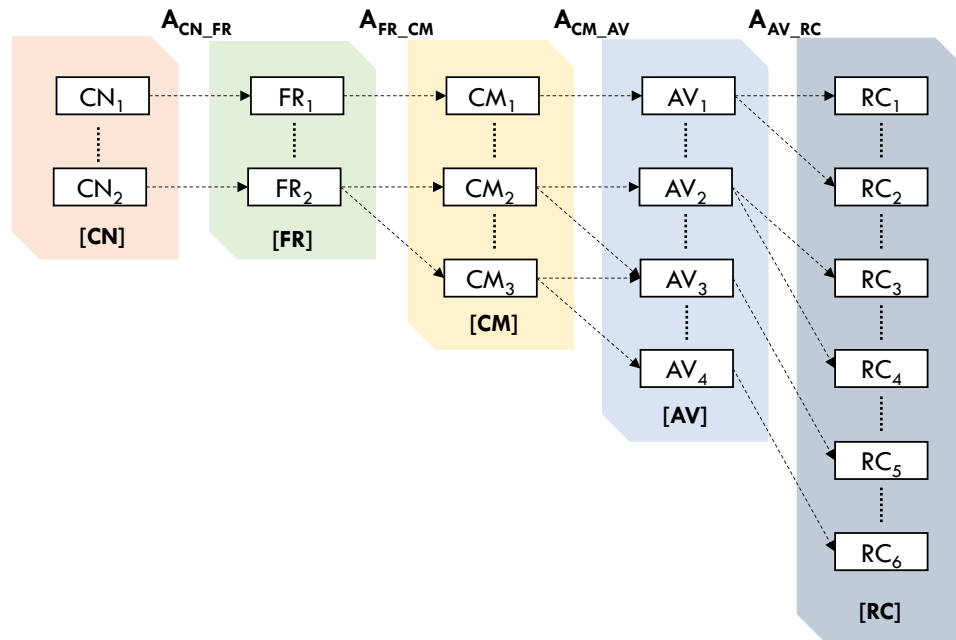 A_CN_FR A_FR_CM A_CM_AV A_AV_RC
CN₁ FR₁ CM₁ AV₁ RC₁
CN₂ FR₂ CM₂ AV₂ RC₂
[CN] [FR]
CM₃ AV₃ RC₃
[CM]
AV₄ RC₄
[AV]
RC₅
RC₆
[RC]